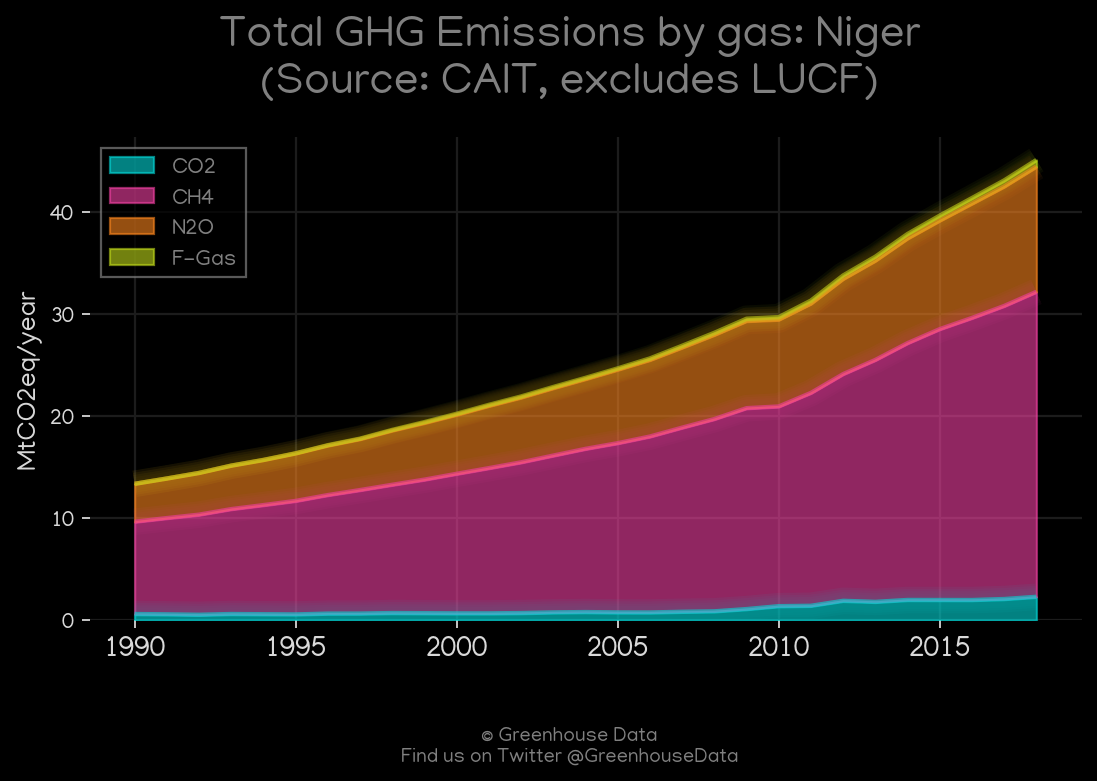 Total GHG Emissions by gas: Niger
(Source: CAIT, excludes LUCF)
CO2
CH4
N2O
F-Gas
MtCO2eq/year
40
30
20
10
0
1990 1995 2000 2005 2010 2015
© Greenhouse Data
Find us on Twitter @GreenhouseData